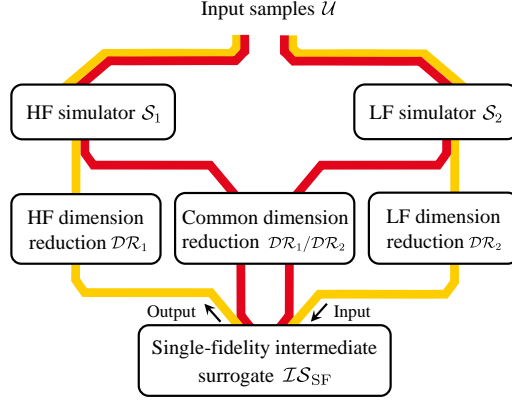 Input samples 𝒰
HF simulator 𝒮₁
LF simulator 𝒮₂
HF dimension
reduction 𝒟ℛ₁
Common dimension
reduction 𝒟ℛ₁/𝒟ℛ₂
LF dimension
reduction 𝒟ℛ₂
Output
Input
Single-fidelity intermediate
surrogate ℐ𝒮_SF